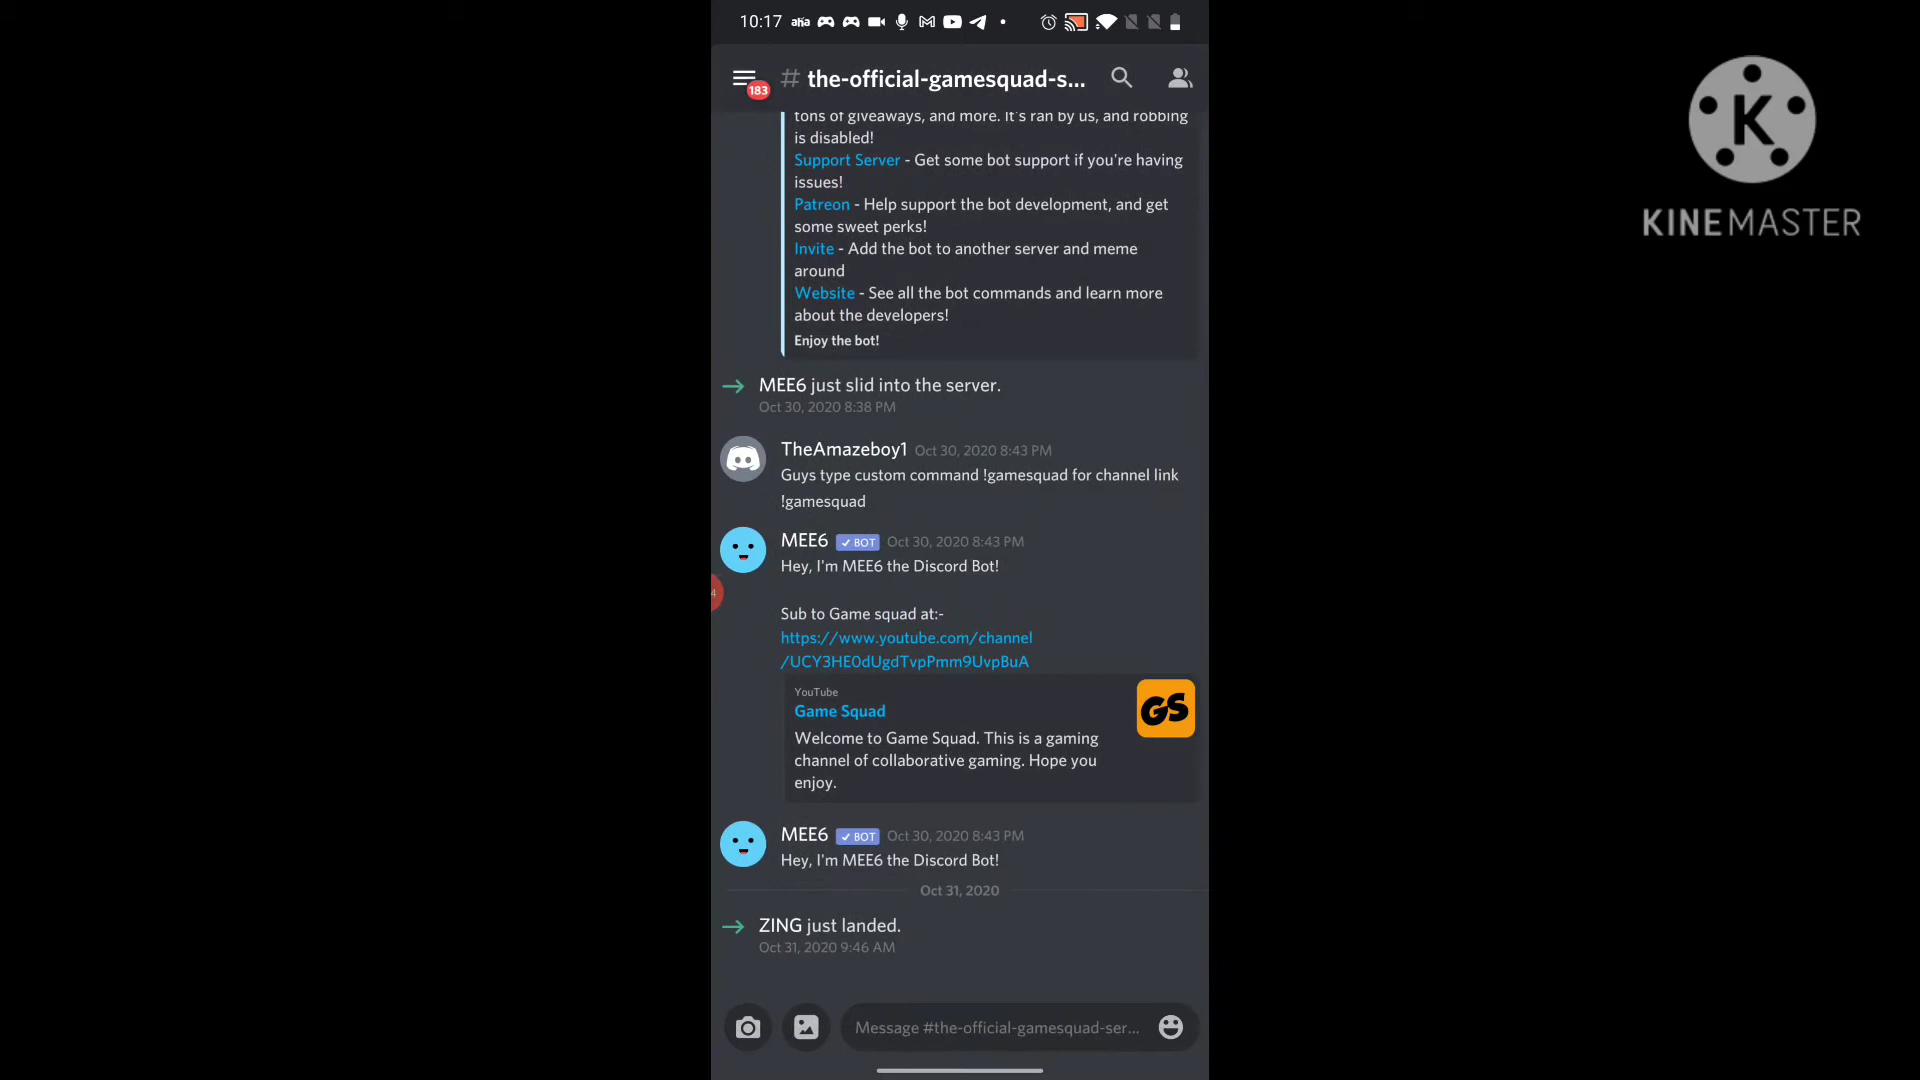 10:17 aha
183
# the-official-gamesquad-s...
tons of giveaways, and more. It's ran by us, and robbing
is disabled!
Support Server - Get some bot support if you're having
issues!
Patreon - Help support the bot development, and get
some sweet perks!
Invite - Add the bot to another server and meme
around
Website - See all the bot commands and learn more
about the developers!
Enjoy the bot!
MEE6 just slid into the server.
Oct 30, 2020 8:38 PM
TheAmazeboy1 Oct 30, 2020 8:43 PM
Guys type custom command !gamesquad for channel link
!gamesquad
MEE6 ✓ BOT Oct 30, 2020 8:43 PM
Hey, I'm MEE6 the Discord Bot!
4
Sub to Game squad at:-
https://www.youtube.com/channel
/UCY3HE0dUgdTvpPmm9UvpBuA
YouTube
Game Squad
GS
Welcome to Game Squad. This is a gaming
channel of collaborative gaming. Hope you
enjoy.
MEE6 ✓ BOT Oct 30, 2020 8:43 PM
Hey, I'm MEE6 the Discord Bot!
Oct 31, 2020
ZING just landed.
Oct 31, 2020 9:46 AM
Message #the-official-gamesquad-ser...
K
KINEMASTER